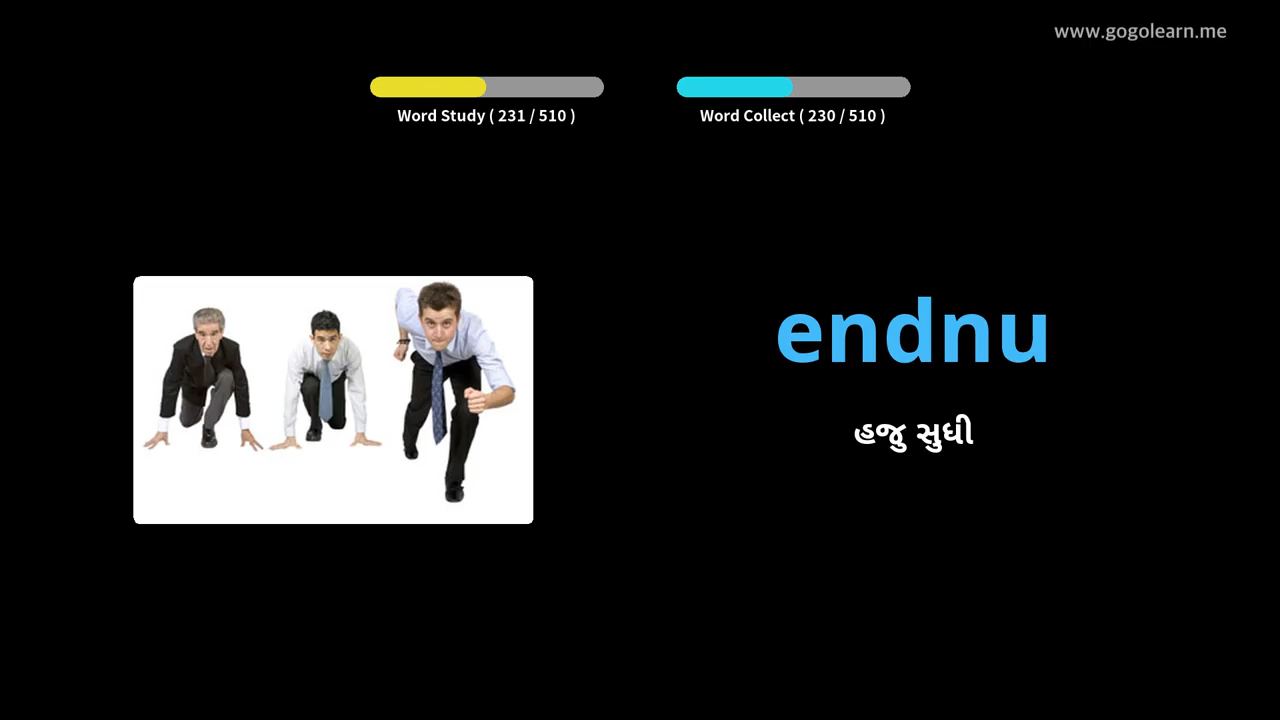 www.gogolearn.me
Word Study ( 231 / 510 )
Word Collect ( 230 / 510 )
endnu
હજુ સુધી